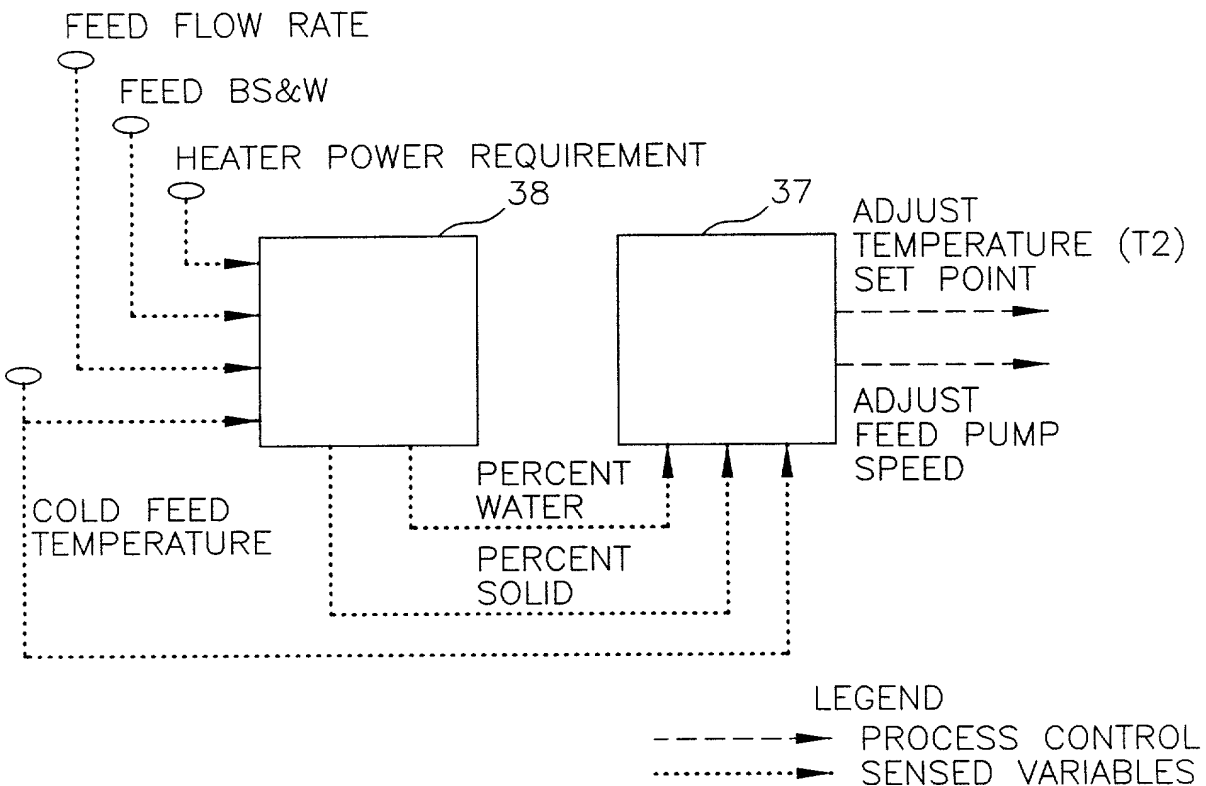 FEED FLOW RATE
FEED BS&W
HEATER POWER REQUIREMENT
38
37
ADJUST
TEMPERATURE (T2)
SET POINT
ADJUST
FEED PUMP
SPEED
PERCENT
WATER
COLD FEED
TEMPERATURE
PERCENT
SOLID
LEGEND
PROCESS CONTROL
SENSED VARIABLES